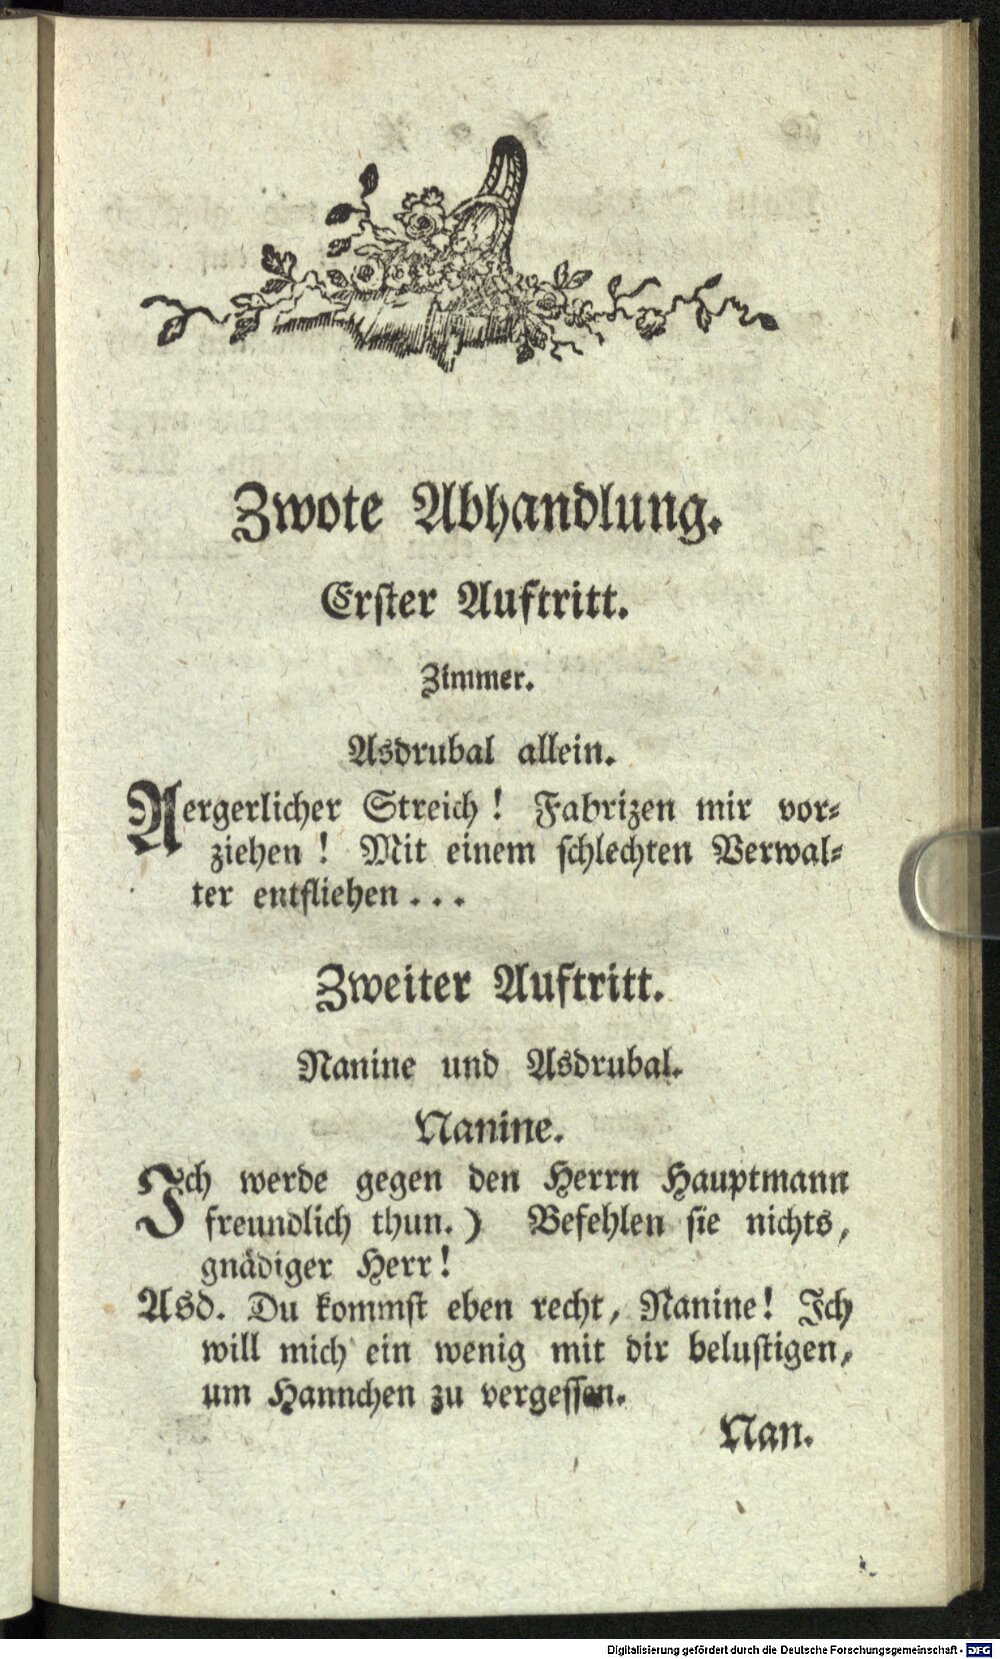 Zwote Abhandlung.
Erster Auftritt.
Zimmer.
Asdrubal allein.
Aergerlicher Streich! Fabrizen mir vor-
ziehen! Mit einem schlechten Verwal-
ter entfliehen...
Zweiter Auftritt.
Nanine und Asdrubal.
Nanine.
Ich werde gegen den Herrn Hauptmann
freundlich thun.) Befehlen sie nichts,
gnädiger Herr!
Asd. Du kommst eben recht, Nanine! Ich
will mich ein wenig mit dir belustigen,
um Hannchen zu vergessen.
Nan.
Digitalisierung gefördert durch die Deutsche Forschungsgemeinschaft - DFG